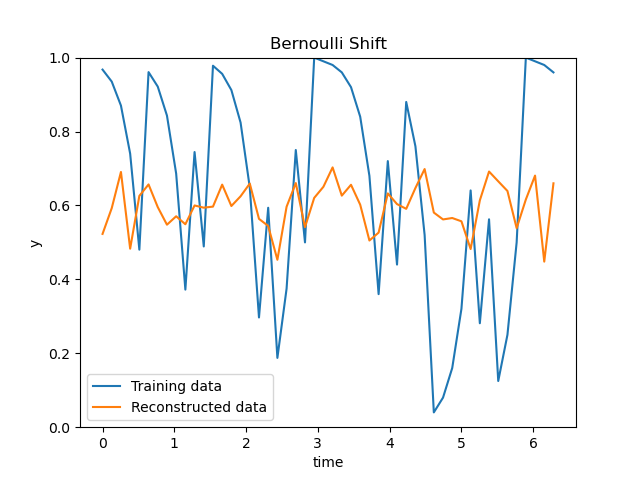 Bernoulli Shift
1.0
0.8
0.6
0.4
0.2
0.0
y
Training data
Reconstructed data
0 1 2 3 4 5 6
time